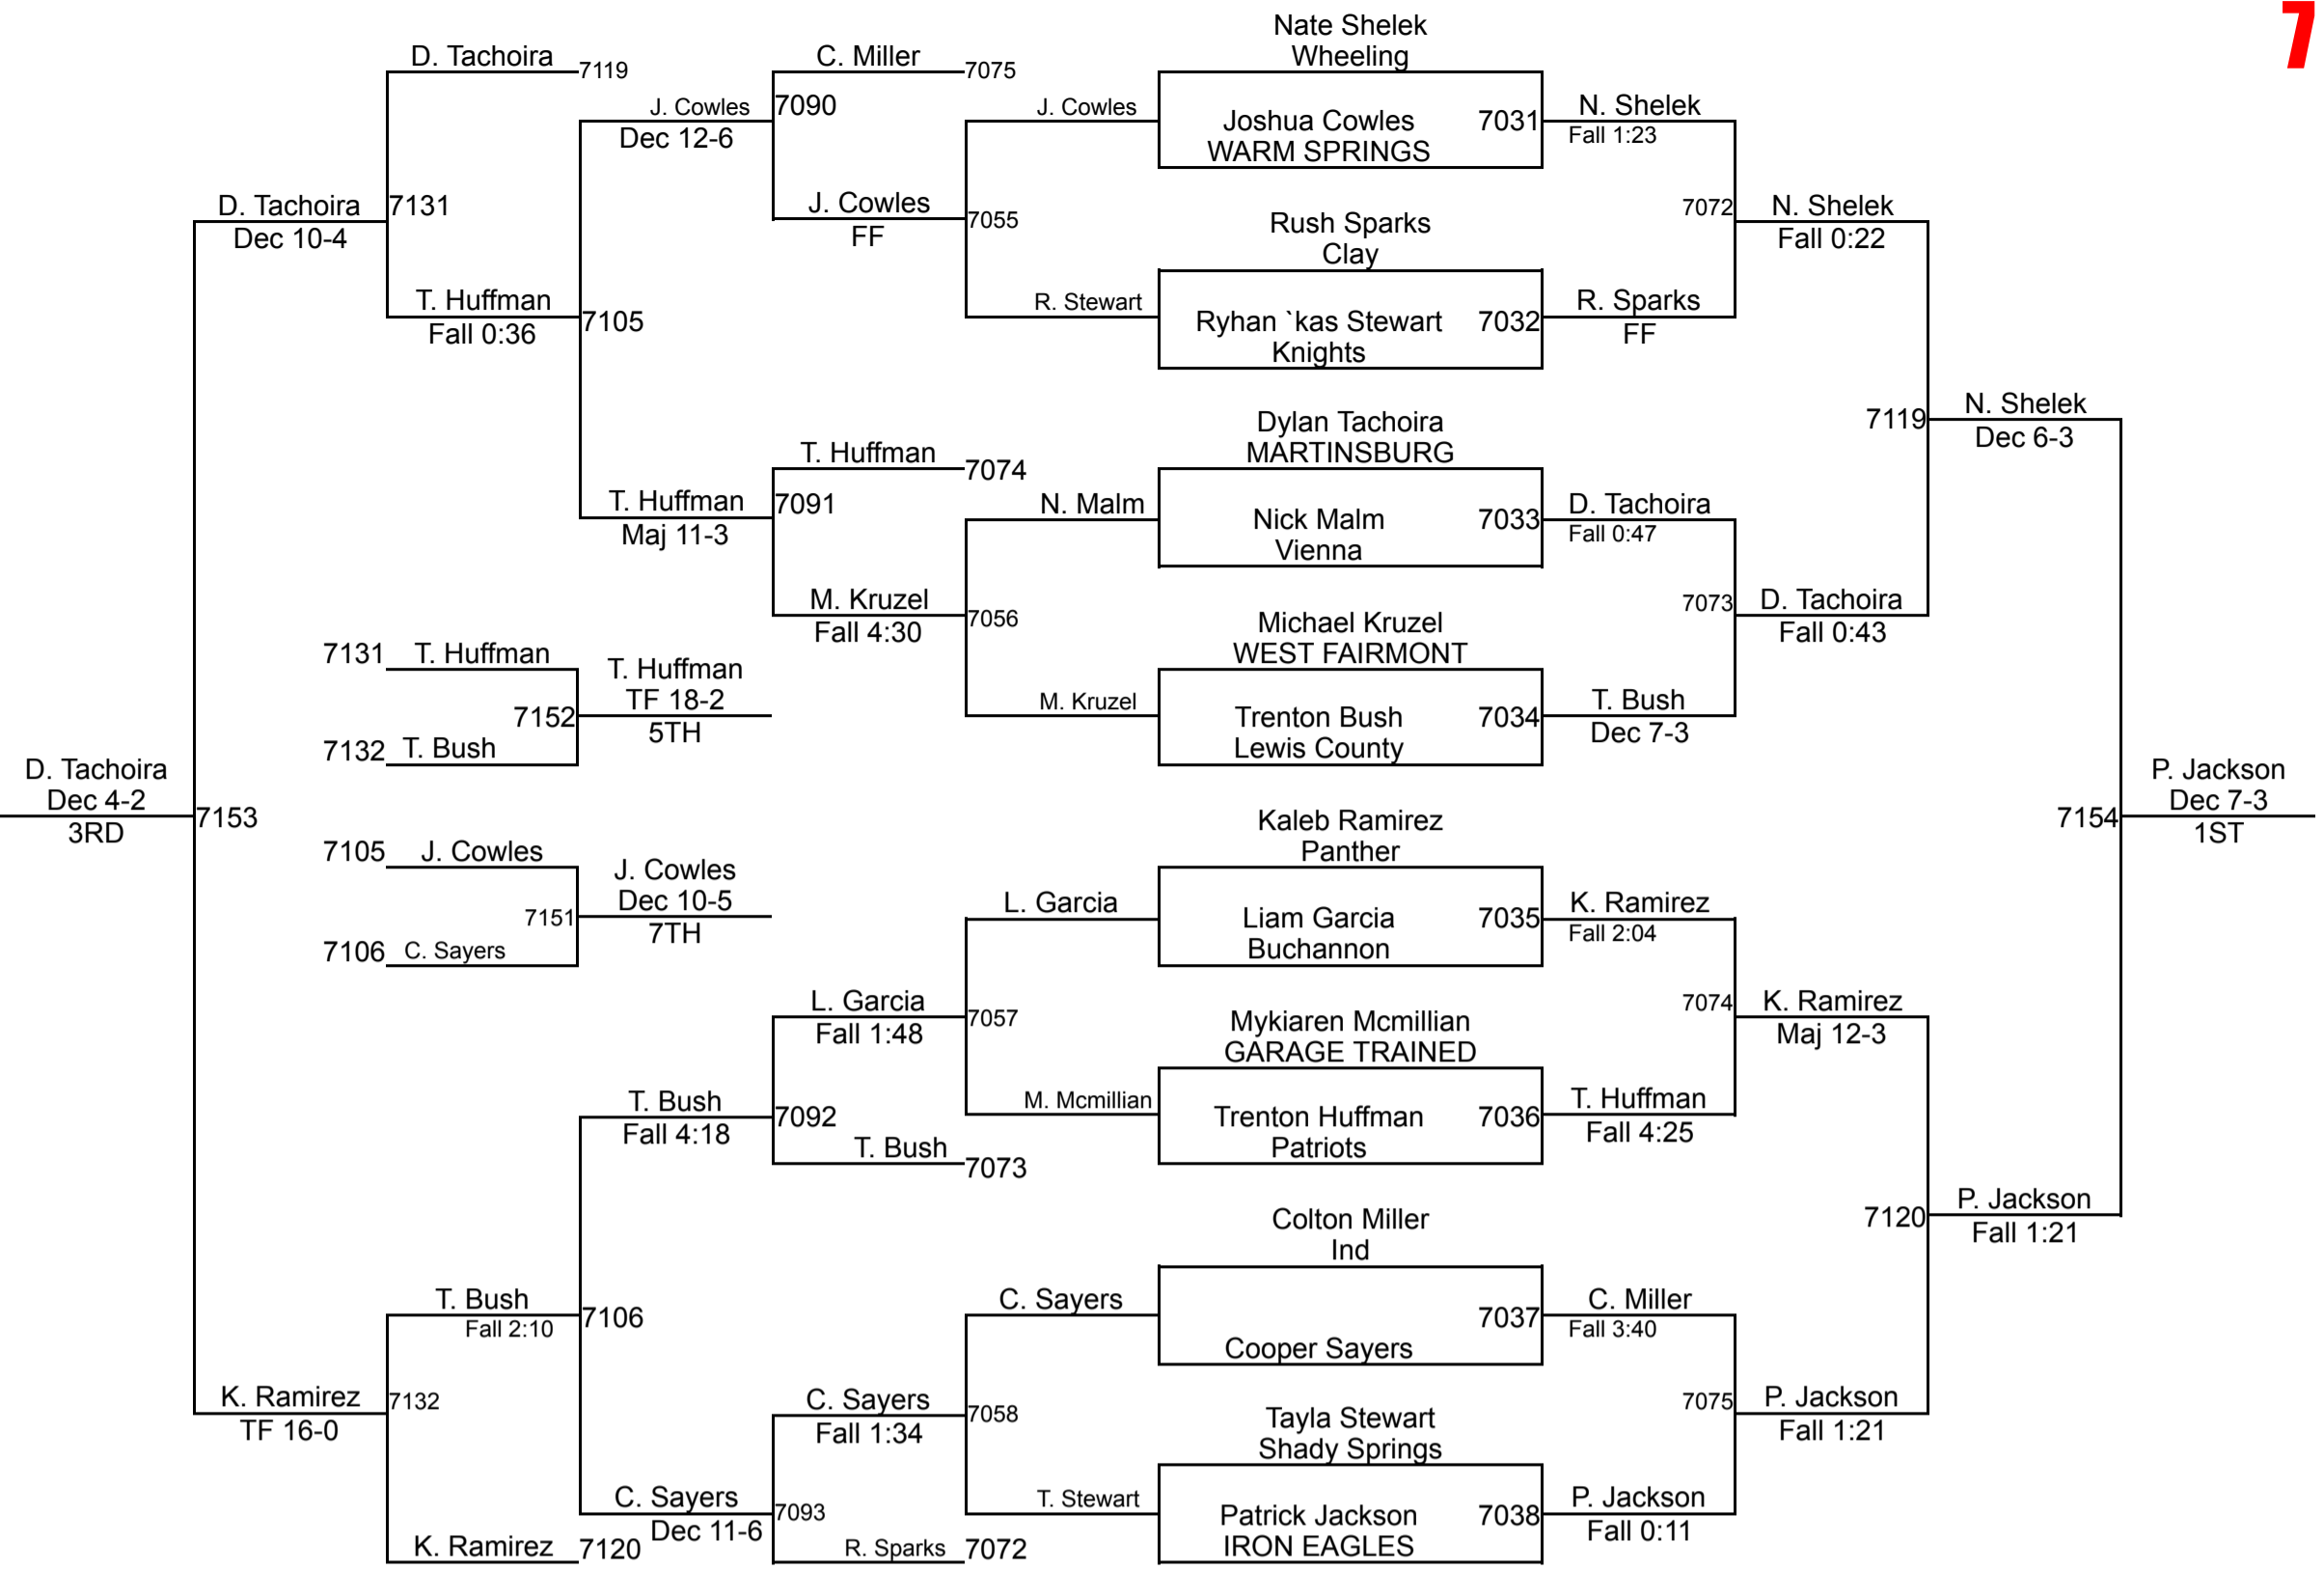 7
Nate Shelek
Wheeling
D. Tachoira
7119
C. Miller
7075
J. Cowles
Dec 12-6
7090
J. Cowles
Joshua Cowles
WARM SPRINGS
7031
N. Shelek
Fall 1:23
D. Tachoira
Dec 10-4
7131
J. Cowles
FF
7055
Rush Sparks
Clay
7072
N. Shelek
Fall 0:22
T. Huffman
Fall 0:36
7105
R. Stewart
Ryhan `kas Stewart
Knights
7032
R. Sparks
FF
7119
N. Shelek
Dec 6-3
Dylan Tachoira
MARTINSBURG
T. Huffman
7074
T. Huffman
Maj 11-3
7091
N. Malm
Nick Malm
Vienna
7033
D. Tachoira
Fall 0:47
M. Kruzel
Fall 4:30
7056
Michael Kruzel
WEST FAIRMONT
7073
D. Tachoira
Fall 0:43
7131
T. Huffman
7152
T. Huffman
TF 18-2
5TH
7132
T. Bush
M. Kruzel
Trenton Bush
Lewis County
7034
T. Bush
Dec 7-3
D. Tachoira
Dec 4-2
3RD
7153
Kaleb Ramirez
Panther
7154
P. Jackson
Dec 7-3
1ST
7105
J. Cowles
7151
J. Cowles
Dec 10-5
7TH
7106
C. Sayers
L. Garcia
Liam Garcia
Buchannon
7035
K. Ramirez
Fall 2:04
L. Garcia
Fall 1:48
7057
Mykiaren Mcmillian
GARAGE TRAINED
7074
K. Ramirez
Maj 12-3
T. Bush
Fall 4:18
7092
M. Mcmillian
Trenton Huffman
Patriots
7036
T. Huffman
Fall 4:25
T. Bush
7073
Colton Miller
Ind
7120
P. Jackson
Fall 1:21
T. Bush
Fall 2:10
7106
C. Sayers
7037
Cooper Sayers
C. Miller
Fall 3:40
K. Ramirez
TF 16-0
7132
C. Sayers
Fall 1:34
7058
Tayla Stewart
Shady Springs
7075
P. Jackson
Fall 1:21
C. Sayers
Dec 11-6
7093
T. Stewart
Patrick Jackson
IRON EAGLES
7038
P. Jackson
Fall 0:11
K. Ramirez
7120
R. Sparks
7072